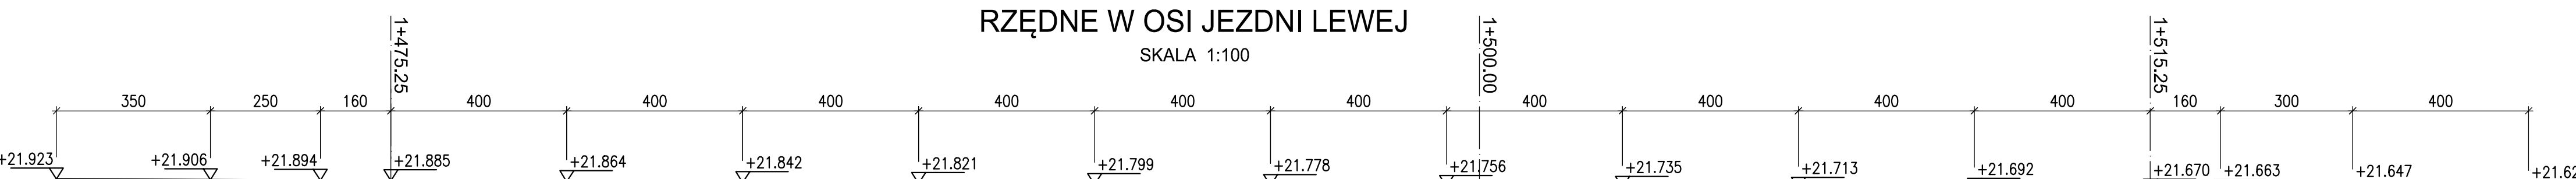 RZĘDNE W OSI JEZDNI LEWEJ
SKALA 1:100
1+475.25
1+500.00
1+515.25
350 250 160 400 400 400 400 400 400 400 400 400 400 160 300 400
+21.923 +21.906 +21.894 +21.885 +21.864 +21.842 +21.821 +21.799 +21.778 +21.756 +21.735 +21.713 +21.692 +21.670 +21.663 +21.647